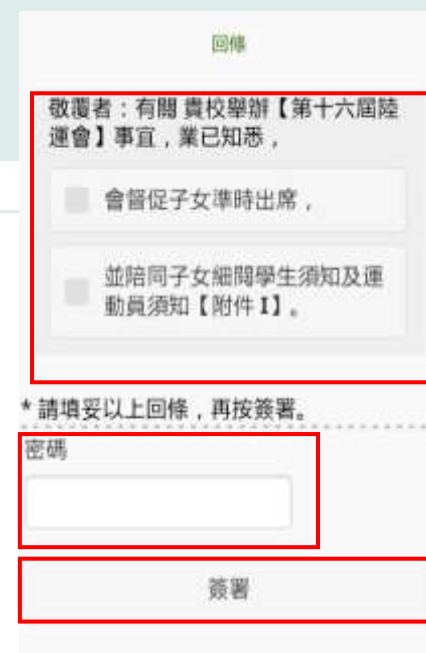 回條
敬覆者：有關 貴校舉辦【第十六屆陸
運會】事宜，業已知悉，
會督促子女準時出席，
並陪同子女細閱學生須知及運
動員須知【附件 I】。
* 請填妥以上回條，再按簽署。
密碼
簽署